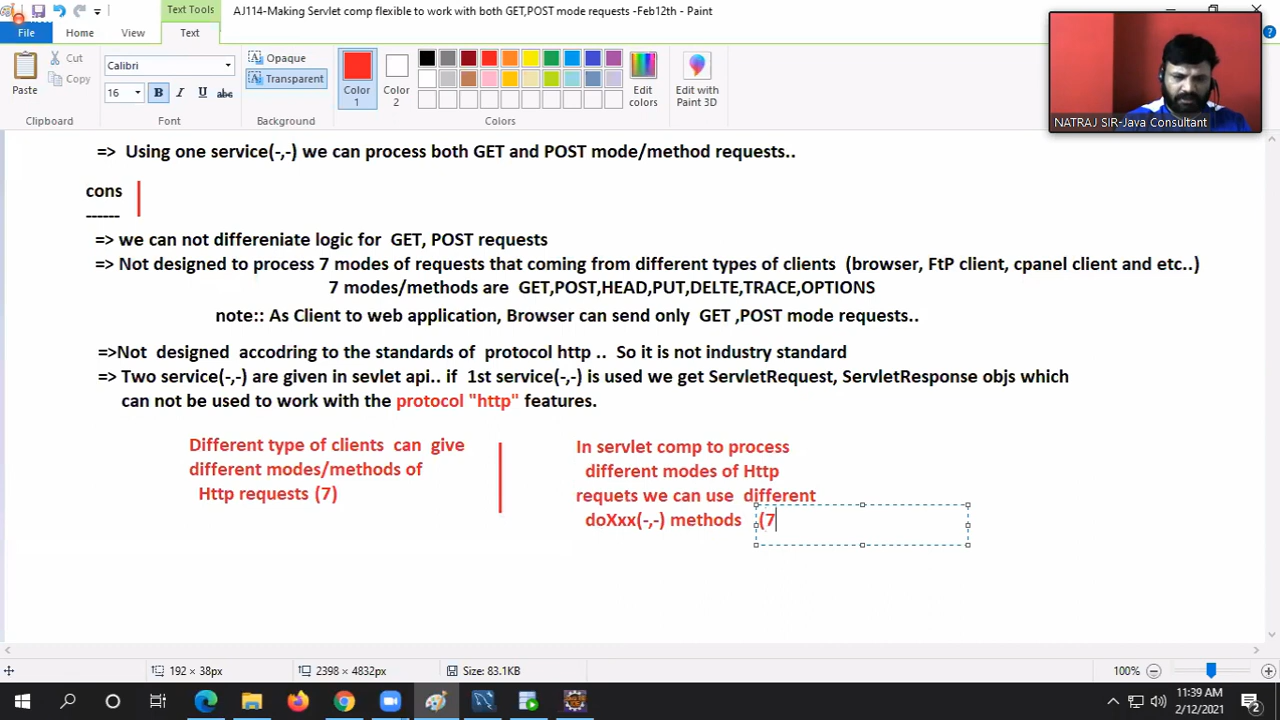 Text Tools
AJ114-Making Servlet comp flexible to work with both GET,POST mode requests -Feb12th - Paint
File
Home
View
Text
Paste
Cut
Copy
Clipboard
Calibri
16
B
I
U
abc
Font
Opaque
Transparent
Background
Color 1
Color 2
Edit colors
Colors
Edit with Paint 3D
NATRAJ SIR-Java Consultant
=> Using one service(-,-) we can process both GET and POST mode/method requests..
cons
------
=> we can not differeniate logic for GET, POST requests
=> Not designed to process 7 modes of requests that coming from different types of clients (browser, FtP client, cpanel client and etc..)
7 modes/methods are GET,POST,HEAD,PUT,DELTE,TRACE,OPTIONS
note:: As Client to web application, Browser can send only GET ,POST mode requests..
=>Not designed accodring to the standards of protocol http .. So it is not industry standard
=> Two service(-,-) are given in sevlet api.. if 1st service(-,-) is used we get ServletRequest, ServletResponse objs which
can not be used to work with the protocol "http" features.
Different type of clients can give
different modes/methods of
Http requests (7)
In servlet comp to process
different modes of Http
requets we can use different
doXxx(-,-) methods (7
192 × 38px
2398 × 4832px
Size: 83.1KB
100%
11:39 AM
2/12/2021
2